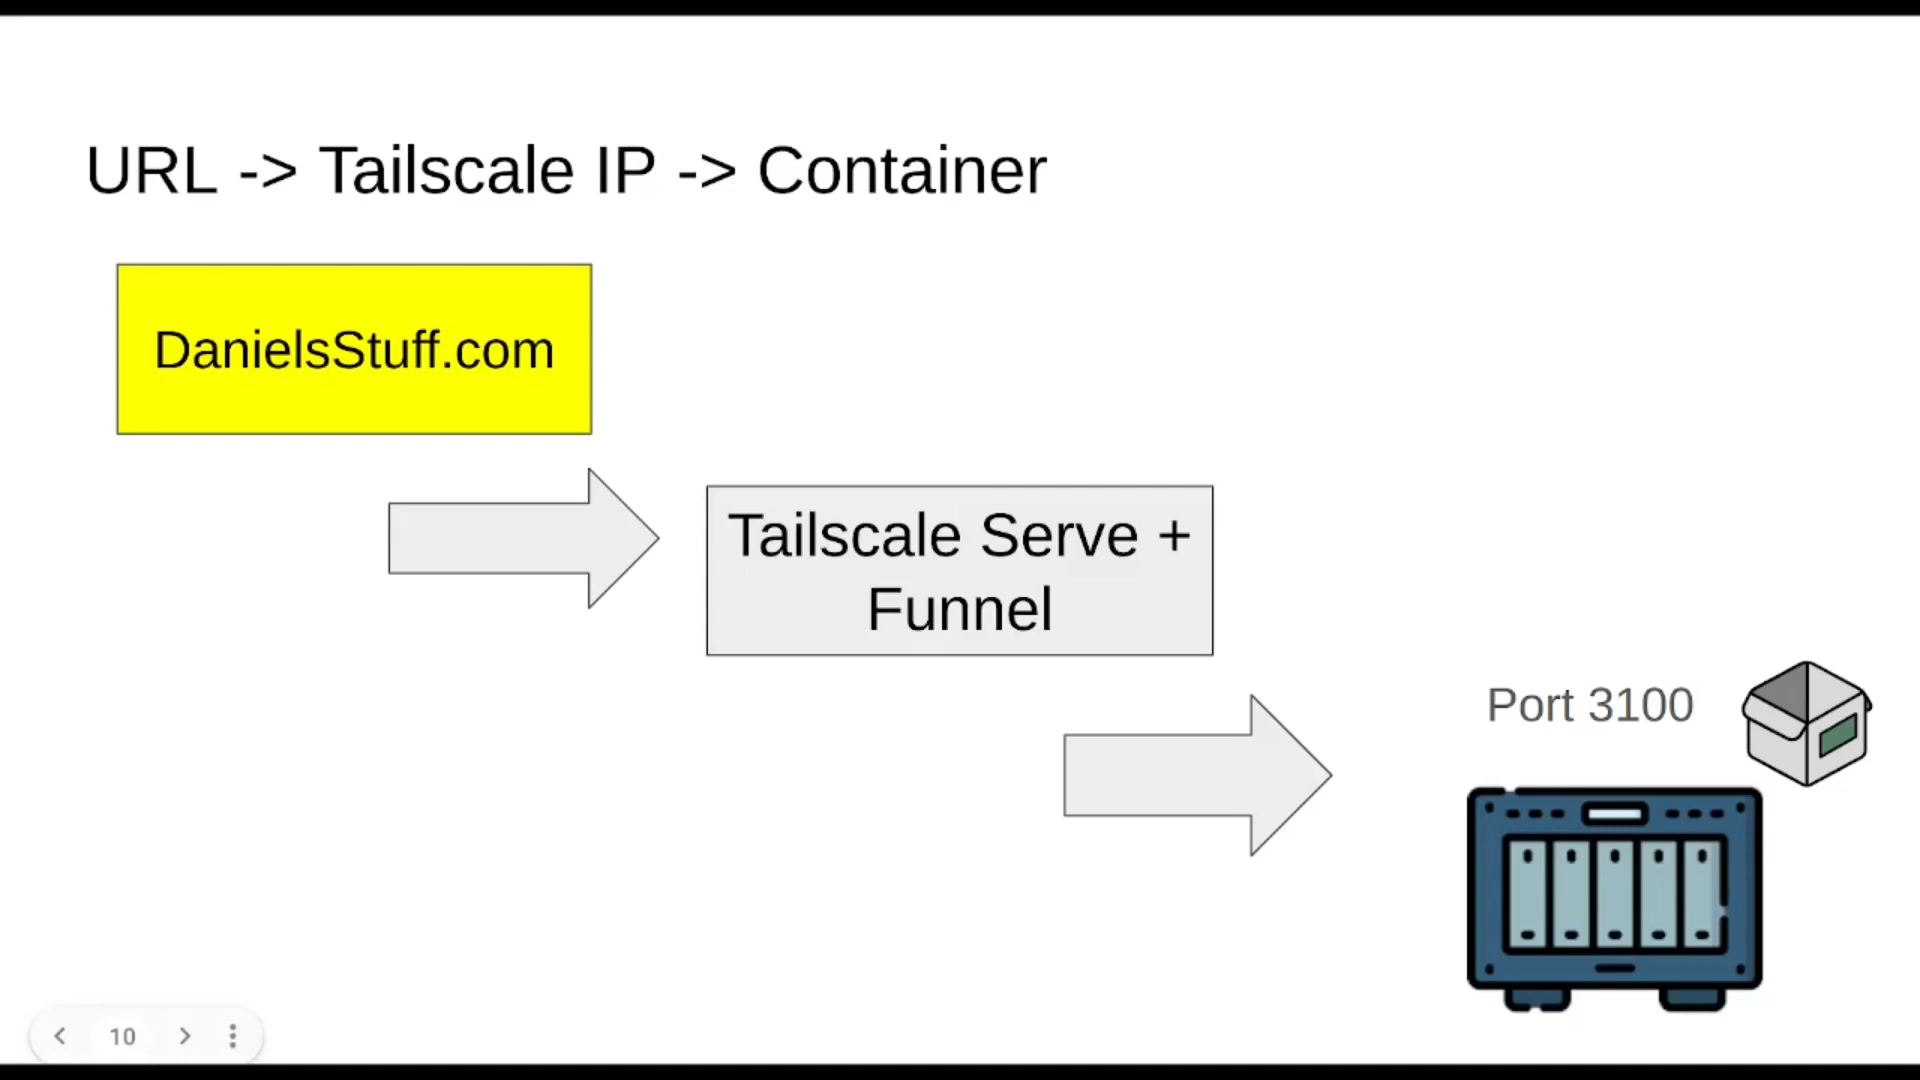 URL -> Tailscale IP -> Container
DanielsStuff.com
Tailscale Serve +
Funnel
Port 3100
10